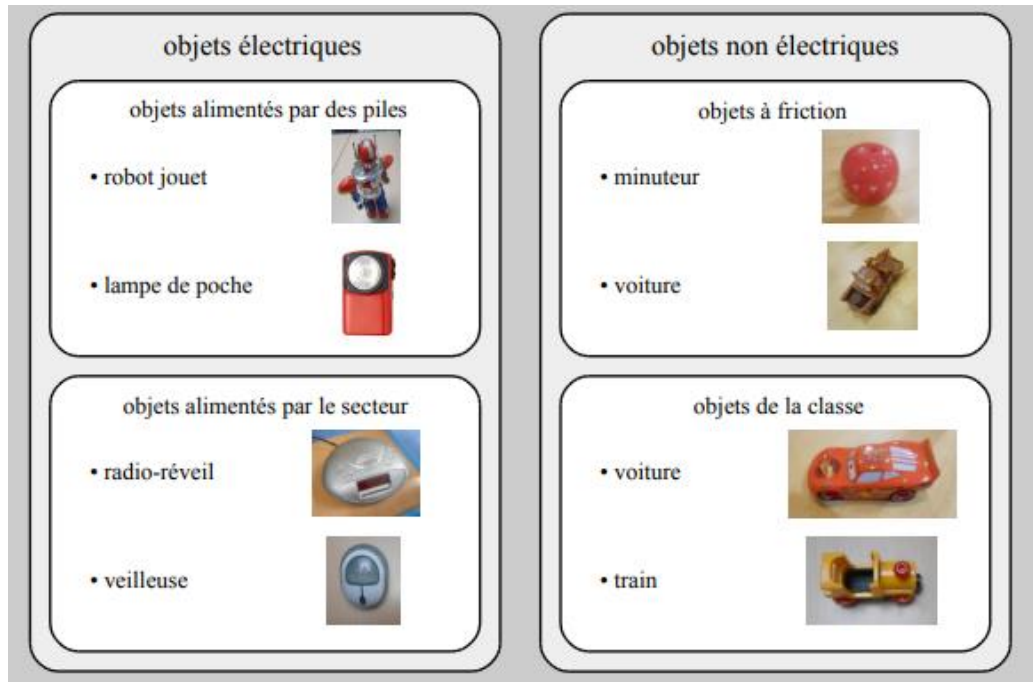 objets électriques
objets alimentés par des piles
• robot jouet
• lampe de poche
objets alimentés par le secteur
• radio-réveil
• veilleuse
objets non électriques
objets à friction
• minuteur
• voiture
objets de la classe
• voiture
• train